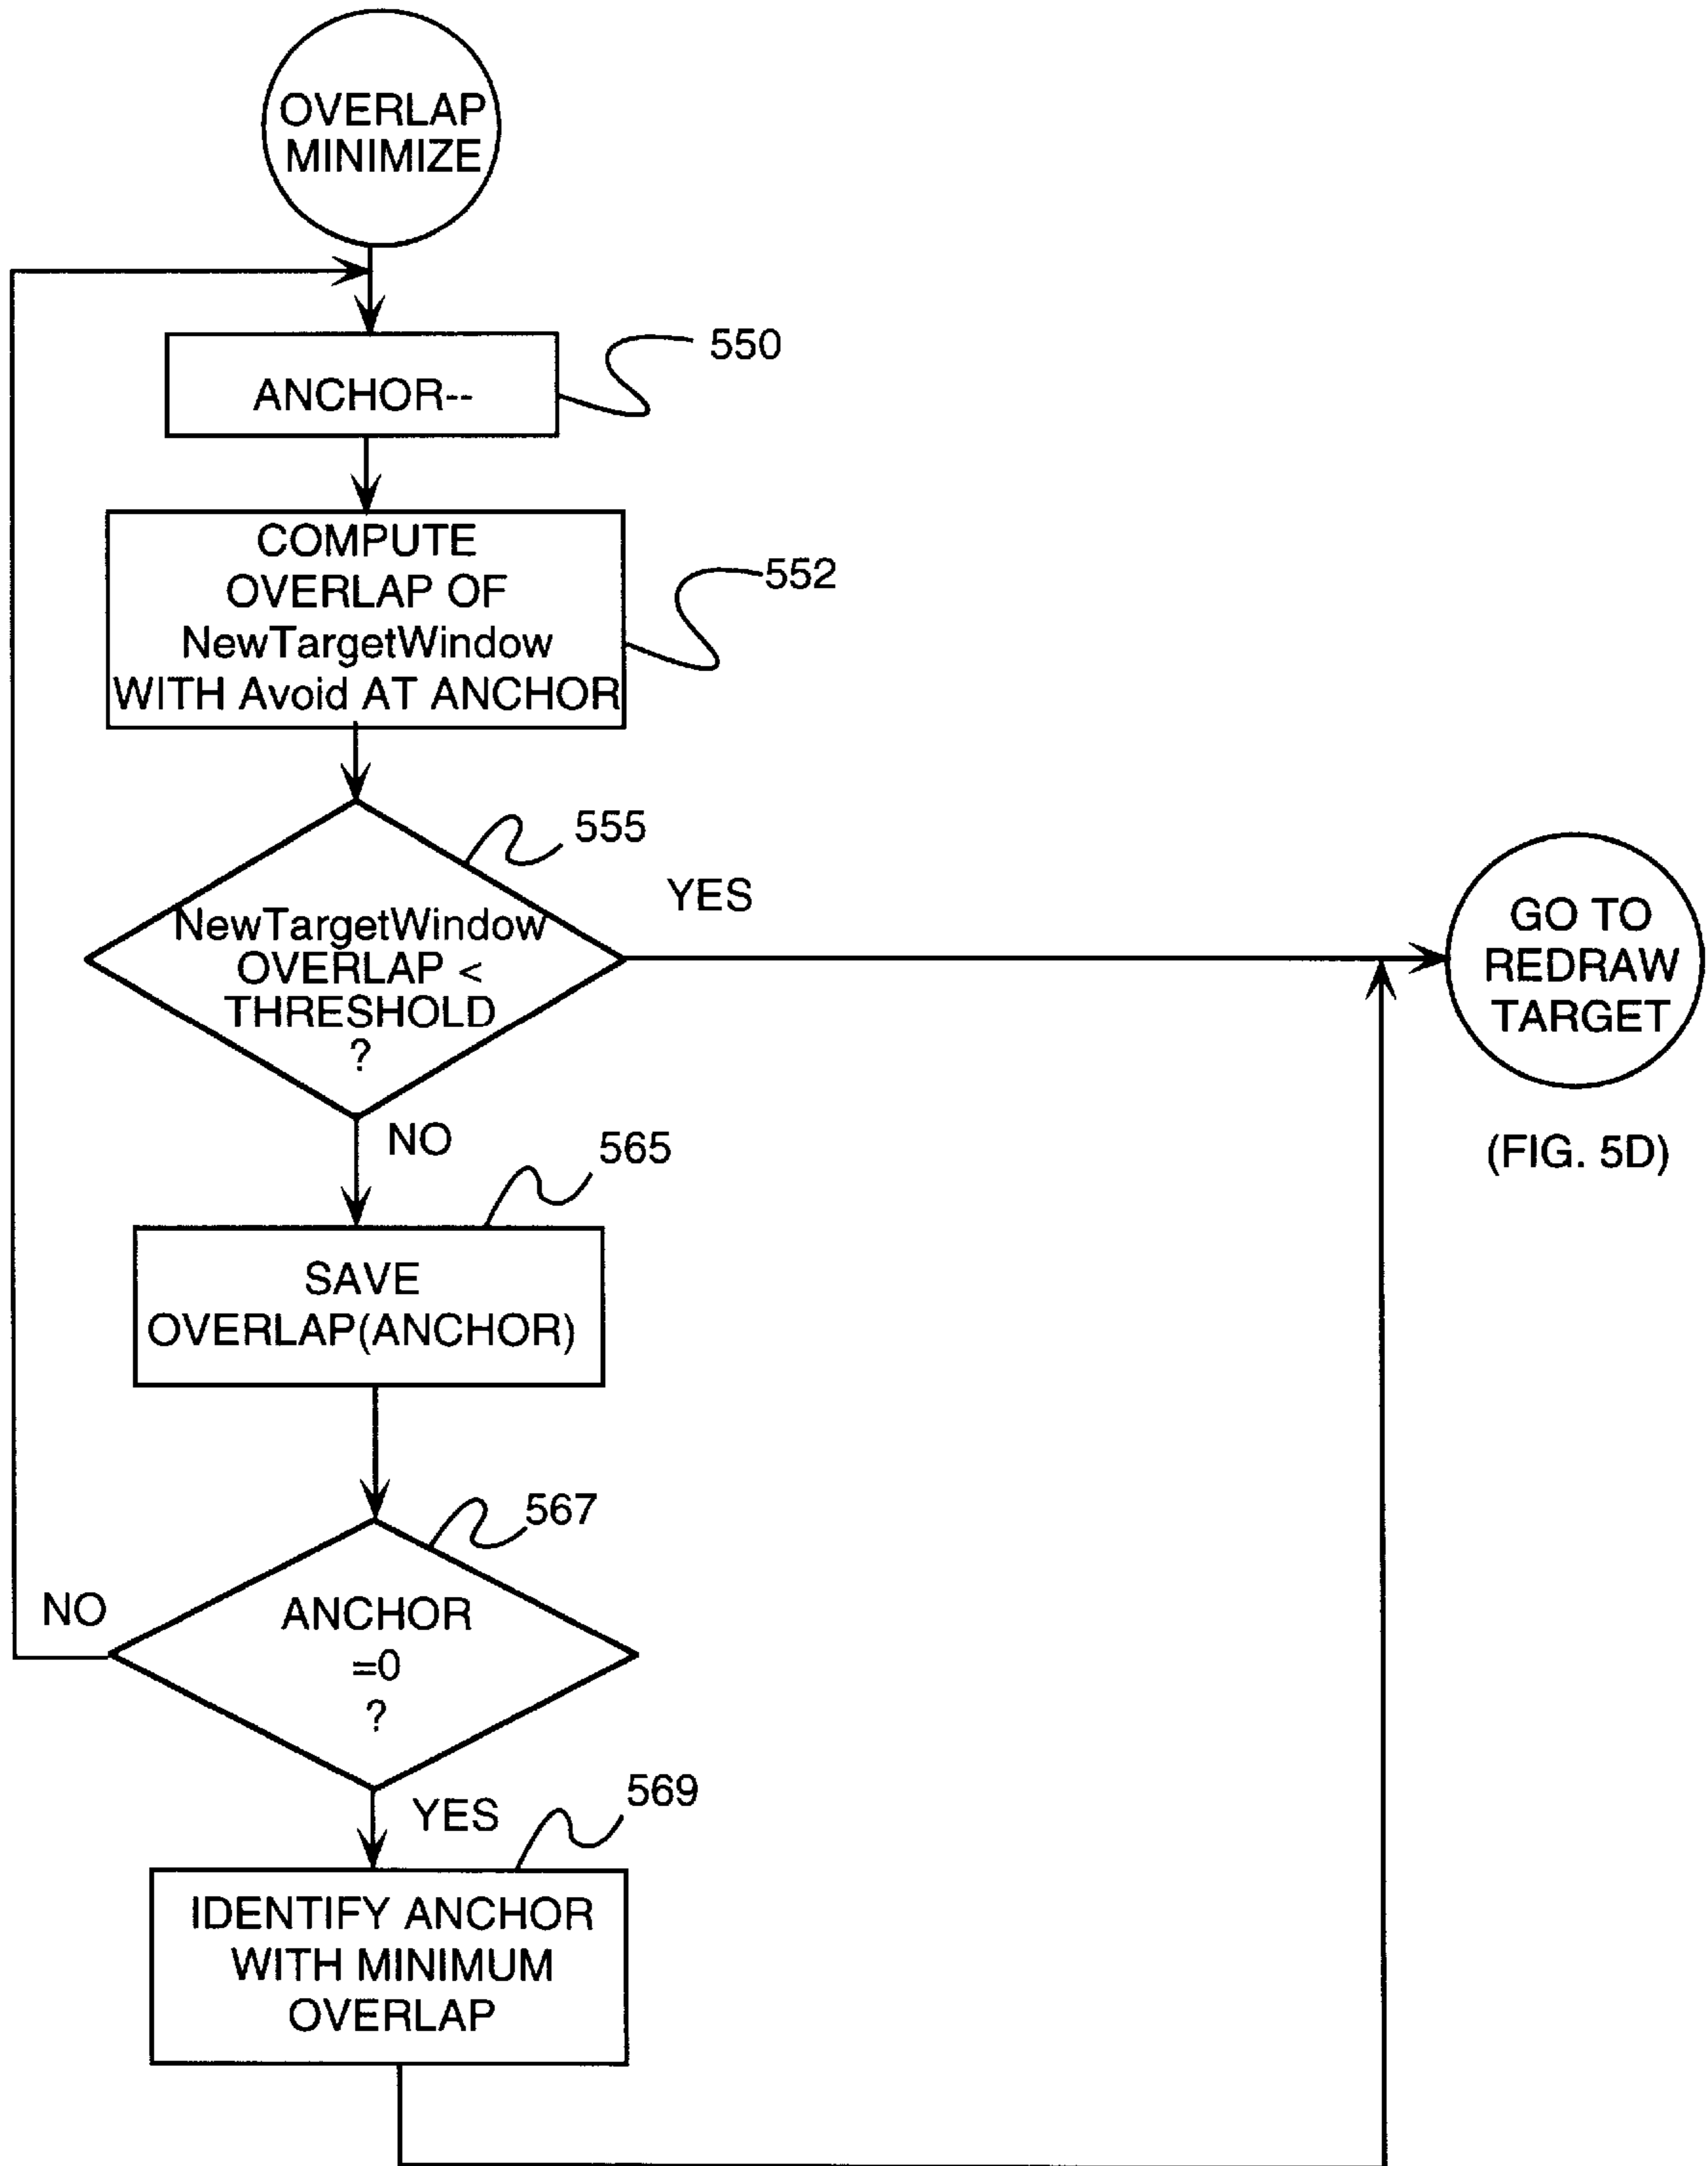 OVERLAP
MINIMIZE
ANCHOR--
550
COMPUTE
OVERLAP OF
NewTargetWindow
WITH Avoid AT ANCHOR
552
555
NewTargetWindow
OVERLAP <
THRESHOLD
?
YES
GO TO
REDRAW
TARGET
(FIG. 5D)
NO
565
SAVE
OVERLAP(ANCHOR)
567
NO
ANCHOR
=0
?
YES
569
IDENTIFY ANCHOR
WITH MINIMUM
OVERLAP